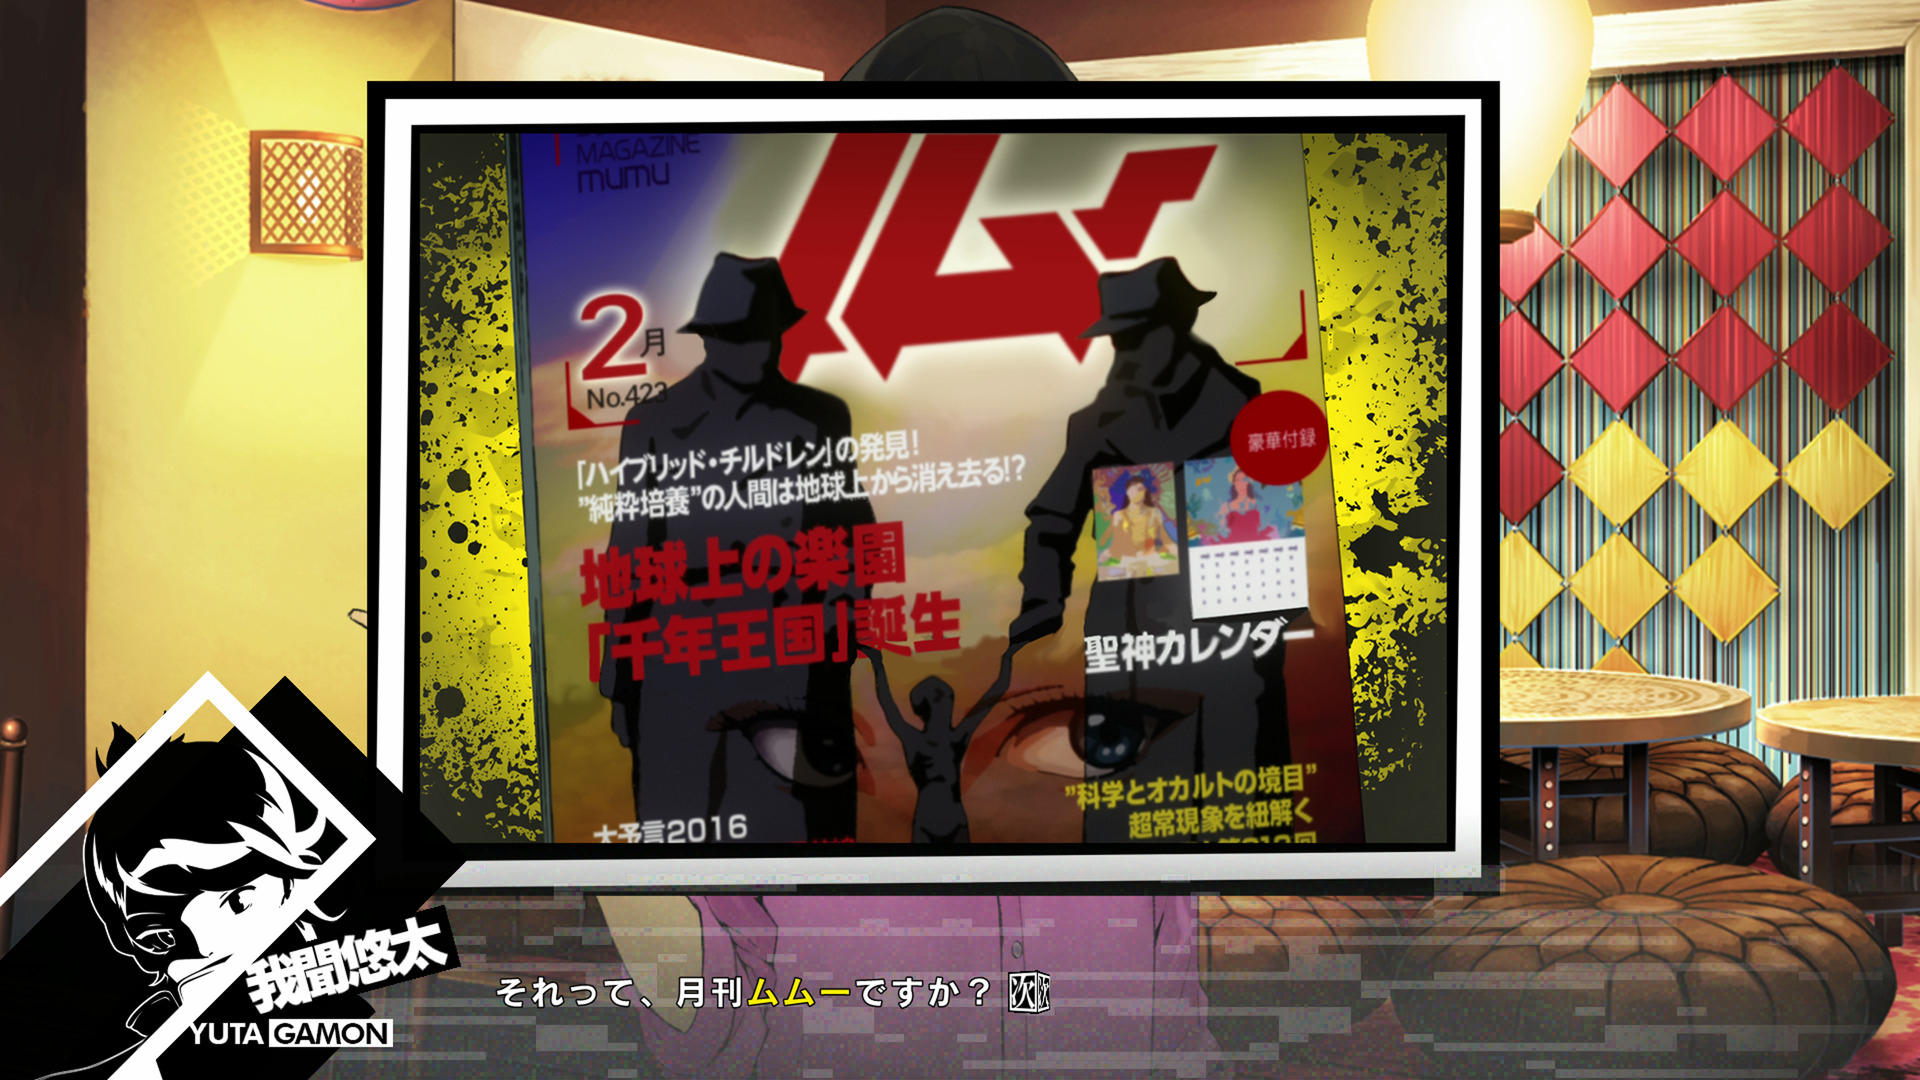 MAGAZINE
mumu
ムムー
2月
No.423
「ハイブリッド・チルドレン」の発見!
"純粋培養"の人間は地球上から消え去る!?
地球上の楽園
「千年王国」誕生
豪華付録
聖神カレンダー
"科学とオカルトの境目"
超常現象を紐解く
大予言2016
我聞悠太
YUTA GAMON
それって、月刊ムムーですか?
次